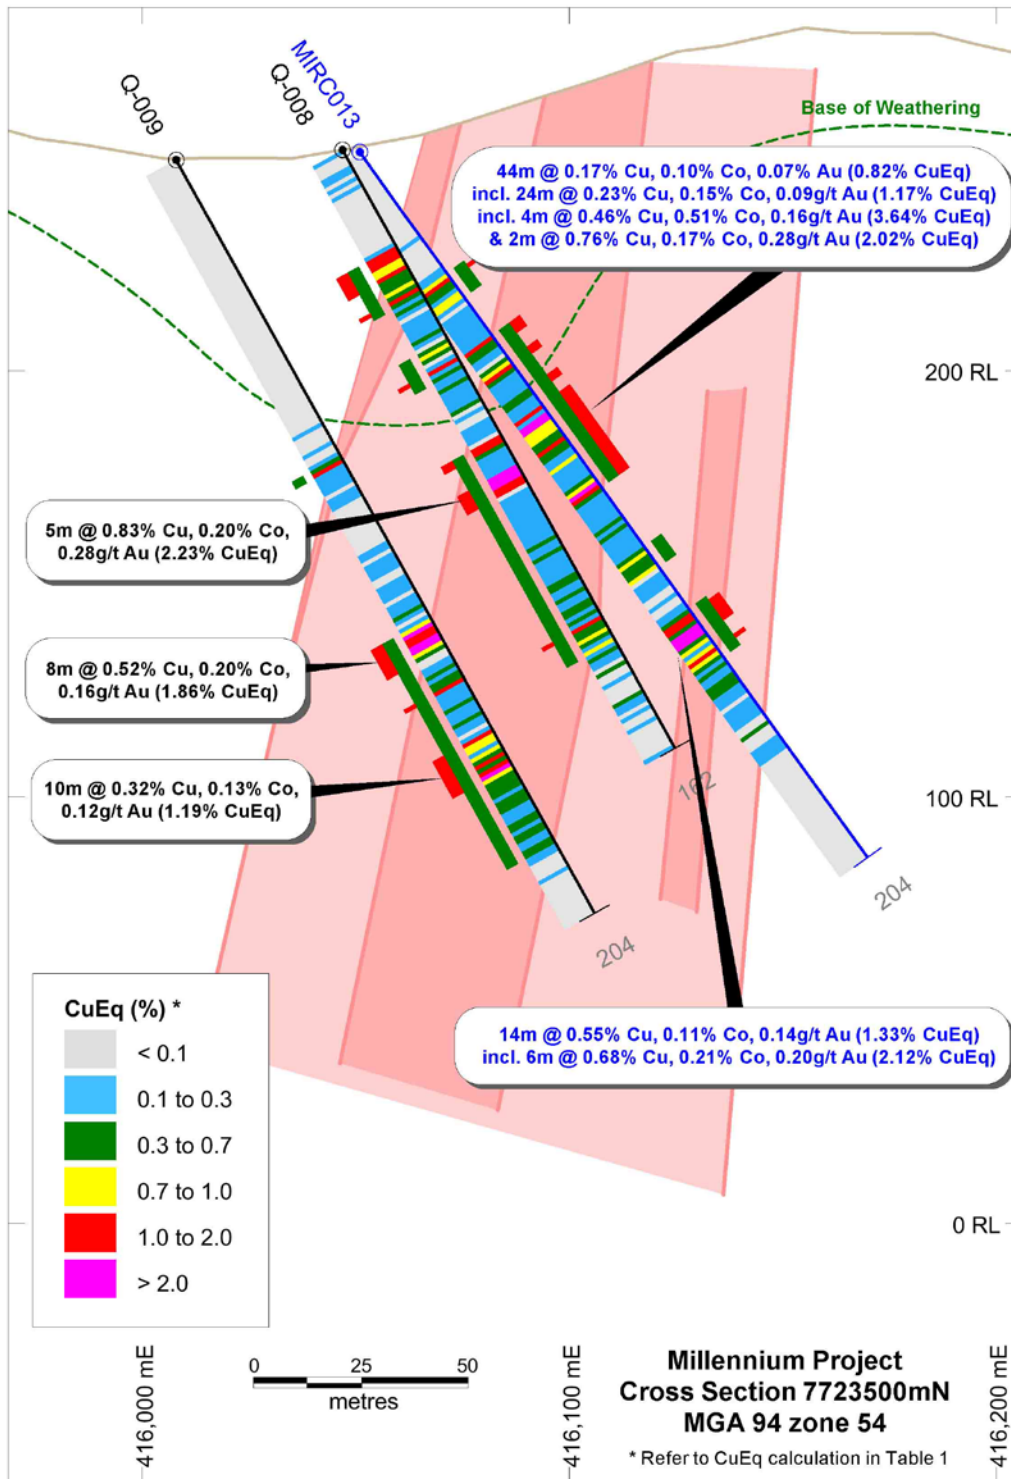 Q-009
Q-008
MIRC013
Base of Weathering
44m @ 0.17% Cu, 0.10% Co, 0.07% Au (0.82% CuEq)
incl. 24m @ 0.23% Cu, 0.15% Co, 0.09g/t Au (1.17% CuEq)
incl. 4m @ 0.46% Cu, 0.51% Co, 0.16g/t Au (3.64% CuEq)
& 2m @ 0.76% Cu, 0.17% Co, 0.28g/t Au (2.02% CuEq)
200 RL
5m @ 0.83% Cu, 0.20% Co,
0.28g/t Au (2.23% CuEq)
8m @ 0.52% Cu, 0.20% Co,
0.16g/t Au (1.86% CuEq)
10m @ 0.32% Cu, 0.13% Co,
0.12g/t Au (1.19% CuEq)
162
100 RL
204
204
14m @ 0.55% Cu, 0.11% Co, 0.14g/t Au (1.33% CuEq)
incl. 6m @ 0.68% Cu, 0.21% Co, 0.20g/t Au (2.12% CuEq)
CuEq (%) *
< 0.1
0.1 to 0.3
0.3 to 0.7
0.7 to 1.0
1.0 to 2.0
> 2.0
0 RL
0 25 50
metres
416,000 mE
416,100 mE
416,200 mE
Millennium Project
Cross Section 7723500mN
MGA 94 zone 54
* Refer to CuEq calculation in Table 1